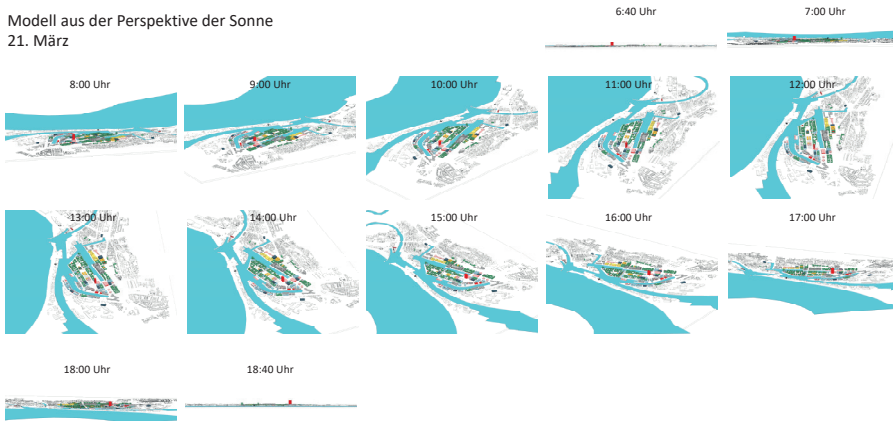 Modell aus der Perspektive der Sonne
21. März
6:40 Uhr
7:00 Uhr
8:00 Uhr
9:00 Uhr
10:00 Uhr
11:00 Uhr
12:00 Uhr
13:00 Uhr
14:00 Uhr
15:00 Uhr
16:00 Uhr
17:00 Uhr
18:00 Uhr
18:40 Uhr